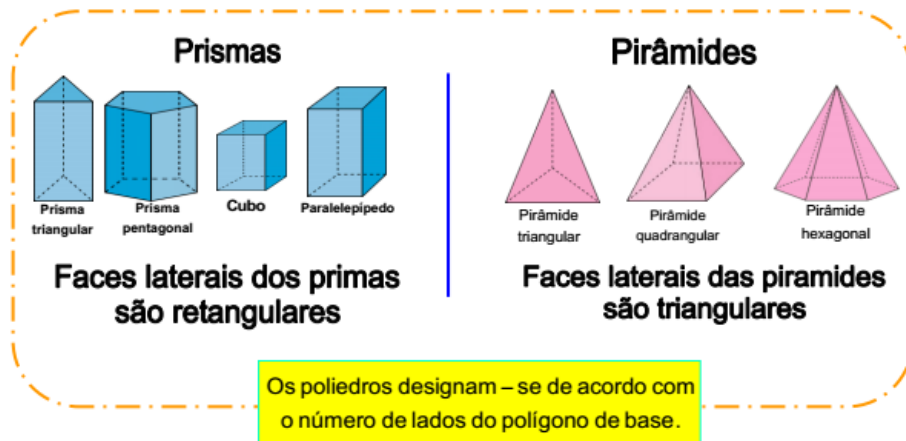 Prismas
Prisma
triangular
Prisma
pentagonal
Cubo
Paralelepipedo
Faces laterais dos primas
são retangulares
Pirâmides
Pirâmide
triangular
Pirâmide
quadrangular
Pirâmide
hexagonal
Faces laterais das piramides
são triangulares
Os poliedros designam – se de acordo com
o número de lados do polígono de base.